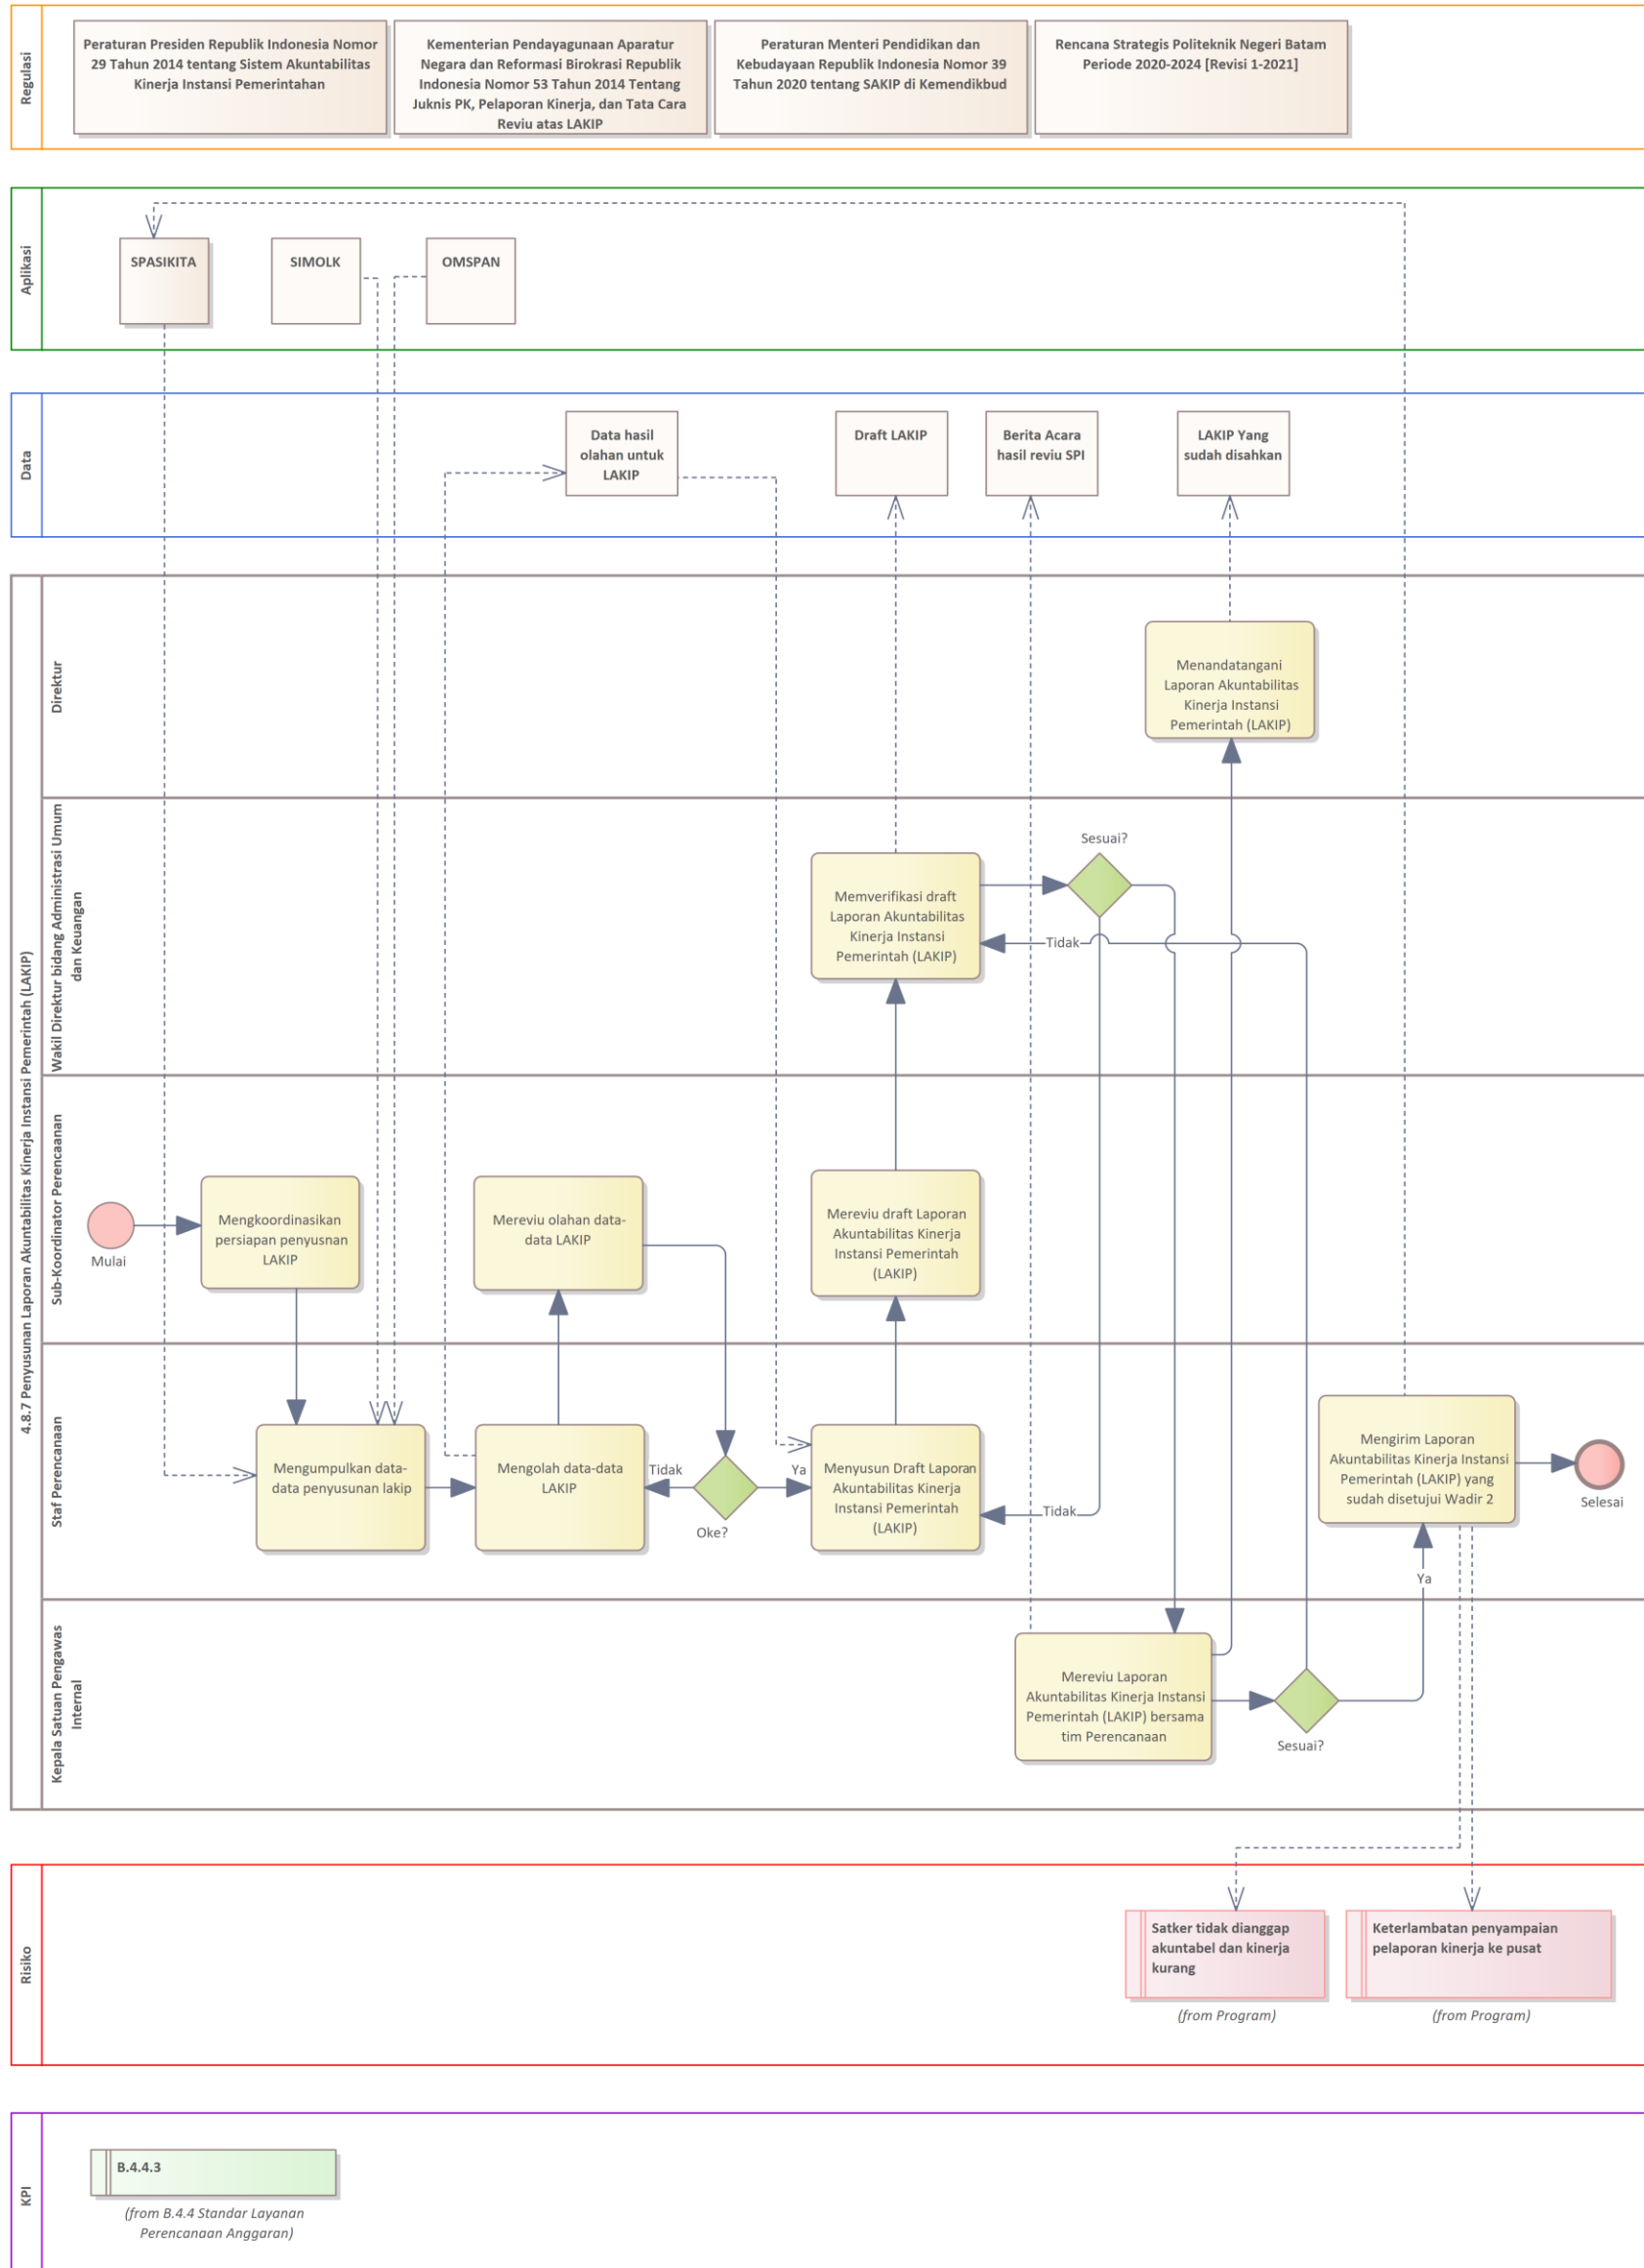 Regulasi
Peraturan Presiden Republik Indonesia Nomor
29 Tahun 2014 tentang Sistem Akuntabilitas
Kinerja Instansi Pemerintahan
Kementerian Pendayagunaan Aparatur
Negara dan Reformasi Birokrasi Republik
Indonesia Nomor 53 Tahun 2014 Tentang
Juknis PK, Pelaporan Kinerja, dan Tata Cara
Reviu atas LAKIP
Peraturan Menteri Pendidikan dan
Kebudayaan Republik Indonesia Nomor 39
Tahun 2020 tentang SAKIP di Kemendikbud
Rencana Strategis Politeknik Negeri Batam
Periode 2020-2024 [Revisi 1-2021]
Aplikasi
SPASIKITA
SIMOLK
OMSPAN
Data
Data hasil
olahan untuk
LAKIP
Draft LAKIP
Berita Acara
hasil reviu SPI
LAKIP Yang
sudah disahkan
4.8.7 Penyusunan Laporan Akuntabilitas Kinerja Instansi Pemerintah (LAKIP)
Direktur
Menandatangani
Laporan Akuntabilitas
Kinerja Instansi
Pemerintah (LAKIP)
Wakil Direktur bidang Administrasi Umum
dan Keuangan
Memverifikasi draft
Laporan Akuntabilitas
Kinerja Instansi
Pemerintah (LAKIP)
Sesuai?
Tidak
Sub-Koordinator Perencaanan
Mulai
Mengkoordinasikan
persiapan penyusnan
LAKIP
Mereviu olahan data-
data LAKIP
Mereviu draft Laporan
Akuntabilitas Kinerja
Instansi Pemerintah
(LAKIP)
Staf Perencanaan
Mengumpulkan data-
data penyusunan lakip
Mengolah data-data
LAKIP
Tidak
Oke?
Ya
Menyusun Draft Laporan
Akuntabilitas Kinerja
Instansi Pemerintah
(LAKIP)
Tidak
Mengirim Laporan
Akuntabilitas Kinerja Instansi
Pemerintah (LAKIP) yang
sudah disetujui Wadir 2
Selesai
Ya
Kepala Satuan Pengawas
Internal
Mereviu Laporan
Akuntabilitas Kinerja Instansi
Pemerintah (LAKIP) bersama
tim Perencanaan
Sesuai?
Risiko
Satker tidak dianggap
akuntabel dan kinerja
kurang
(from Program)
Keterlambatan penyampaian
pelaporan kinerja ke pusat
(from Program)
KPI
B.4.4.3
(from B.4.4 Standar Layanan
Perencanaan Anggaran)